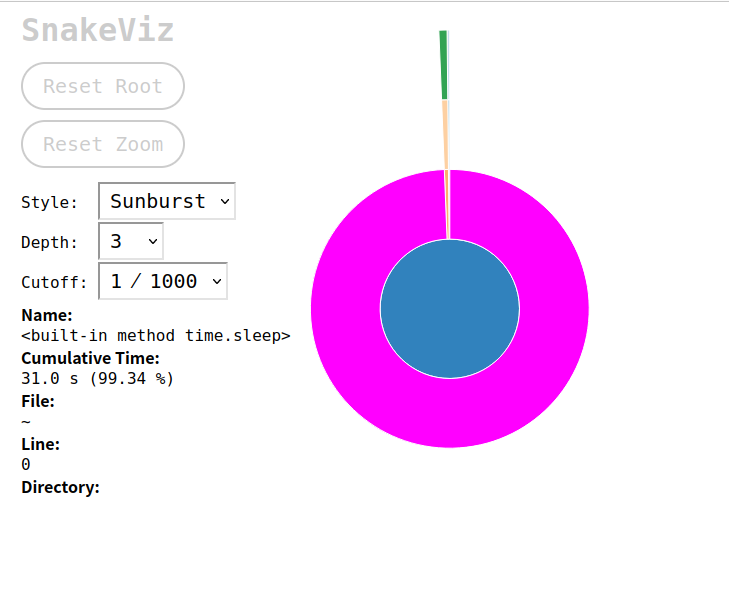 SnakeViz
Reset Root
Reset Zoom
Style: Sunburst
Depth: 3
Cutoff: 1 / 1000
Name:
<built-in method time.sleep>
Cumulative Time:
31.0 s (99.34 %)
File:
~
Line:
0
Directory: